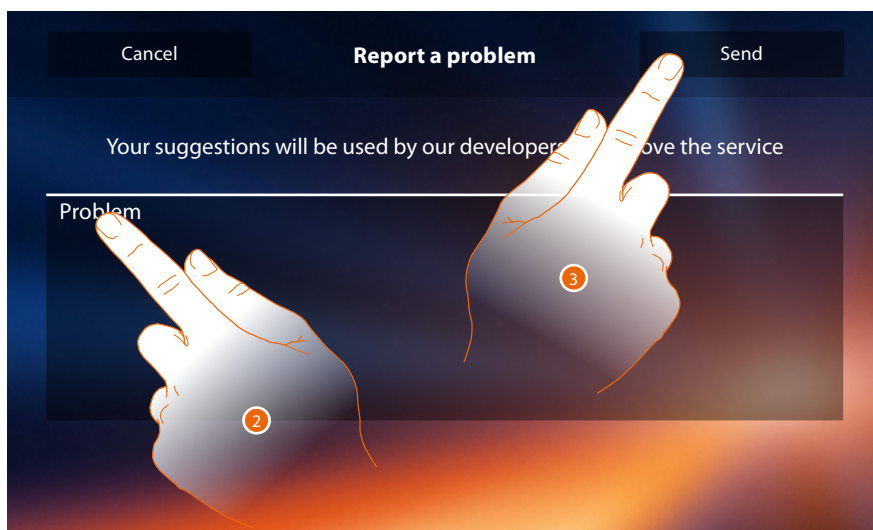 Cancel Report a problem Send
Your suggestions will be used by our developers ove the service
Problem
3
2